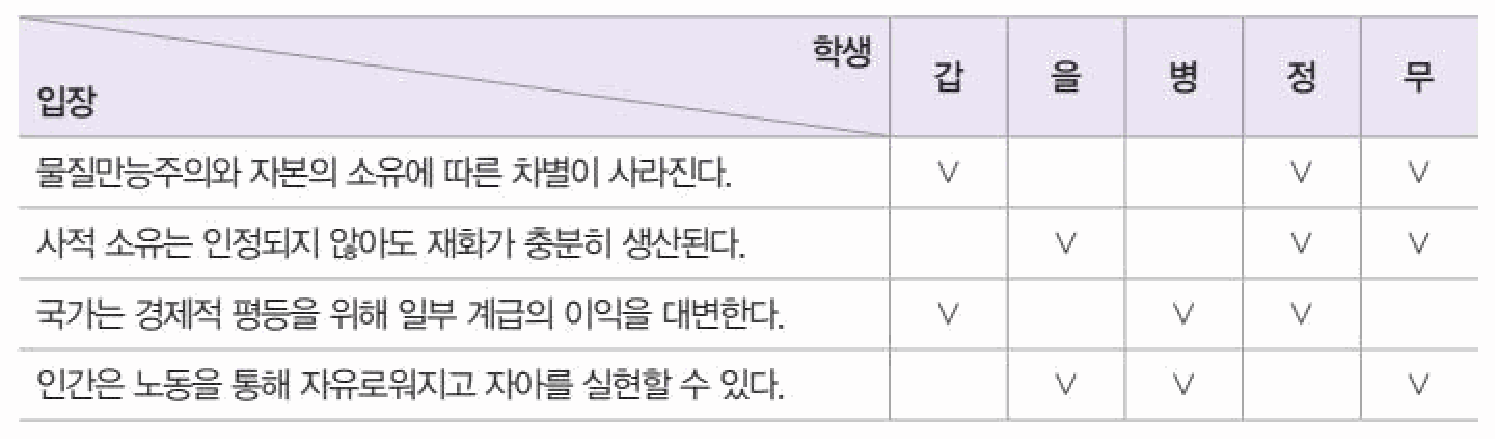 학생
입장
갑 을 병 정 무
물질만능주의와 자본의 소유에 따른 차별이 사라진다. ∨ ∨ ∨
사적 소유는 인정되지 않아도 재화가 충분히 생산된다. ∨ ∨ ∨
국가는 경제적 평등을 위해 일부 계급의 이익을 대변한다. ∨ ∨ ∨
인간은 노동을 통해 자유로워지고 자아를 실현할 수 있다. ∨ ∨ ∨